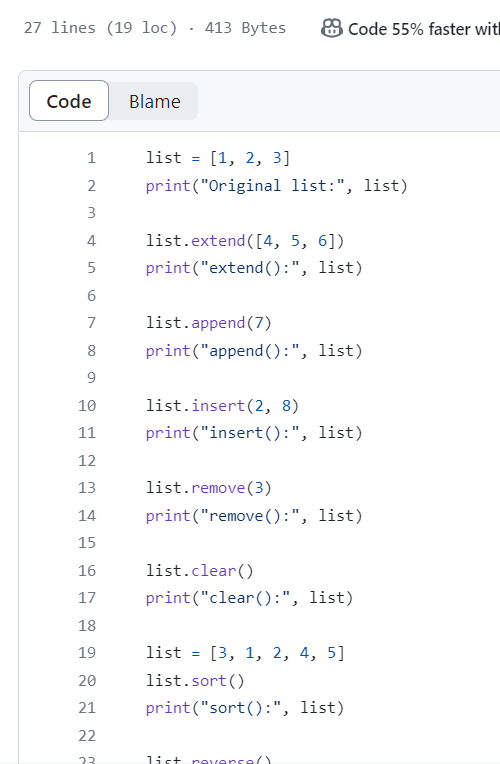 27 lines (19 loc) · 413 Bytes
Code 55% faster with
Code Blame
1 list = [1, 2, 3]
2 print("Original list:", list)
3
4 list.extend([4, 5, 6])
5 print("extend():", list)
6
7 list.append(7)
8 print("append():", list)
9
10 list.insert(2, 8)
11 print("insert():", list)
12
13 list.remove(3)
14 print("remove():", list)
15
16 list.clear()
17 print("clear():", list)
18
19 list = [3, 1, 2, 4, 5]
20 list.sort()
21 print("sort():", list)
22
23 list.reverse()